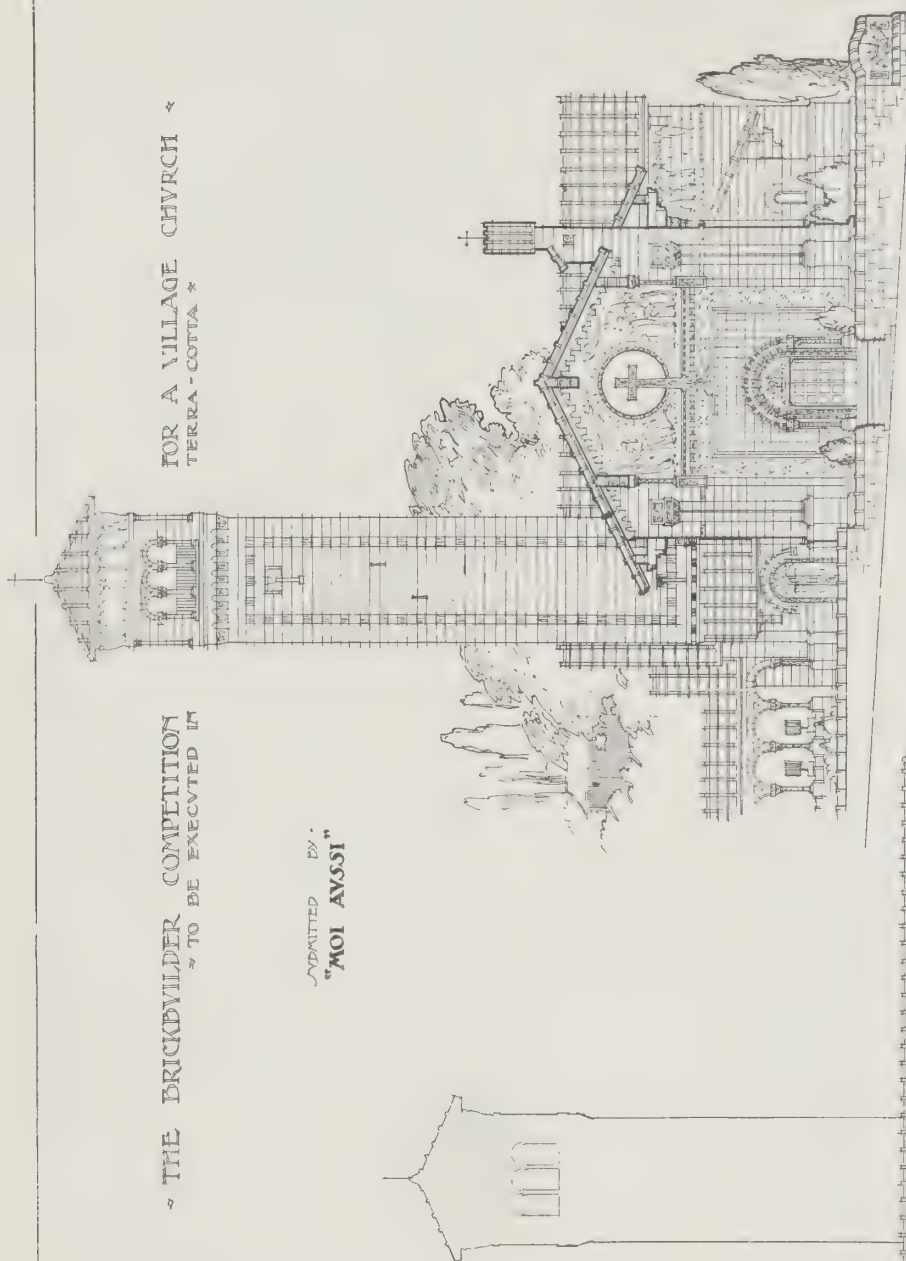 THE BRICKBVILDER COMPETITION FOR A VILLAGE CHVRCH
TO BE EXECVTED IN TERRA-COTTA
SVBMITTED BY-
"MOI AVSSI"